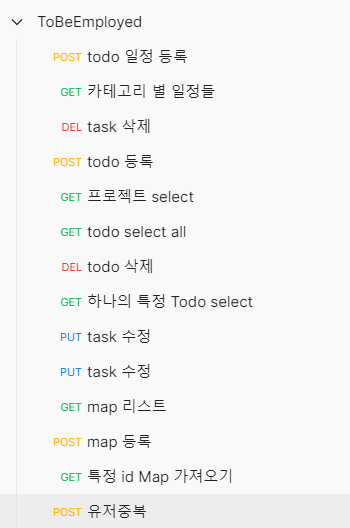 ToBeEmployed
POST todo 일정 등록
GET 카테고리 별 일정들
DEL task 삭제
POST todo 등록
GET 프로젝트 select
GET todo select all
DEL todo 삭제
GET 하나의 특정 Todo select
PUT task 수정
PUT task 수정
GET map 리스트
POST map 등록
GET 특정 id Map 가져오기
POST 유저중복